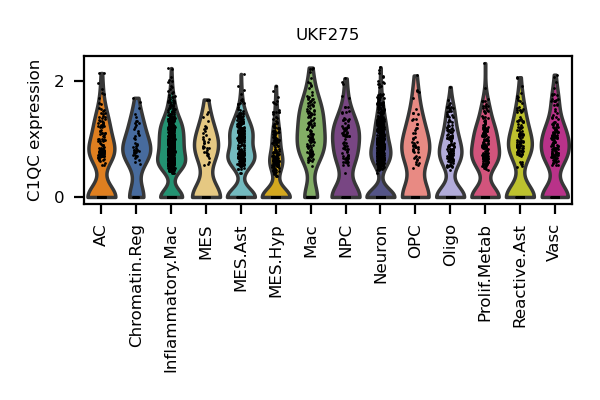 UKF275
C1QC expression
2
0
AC
Chromatin.Reg
Inflammatory.Mac
MES
MES.Ast
MES.Hyp
Mac
NPC
Neuron
OPC
Oligo
Prolif.Metab
Reactive.Ast
Vasc